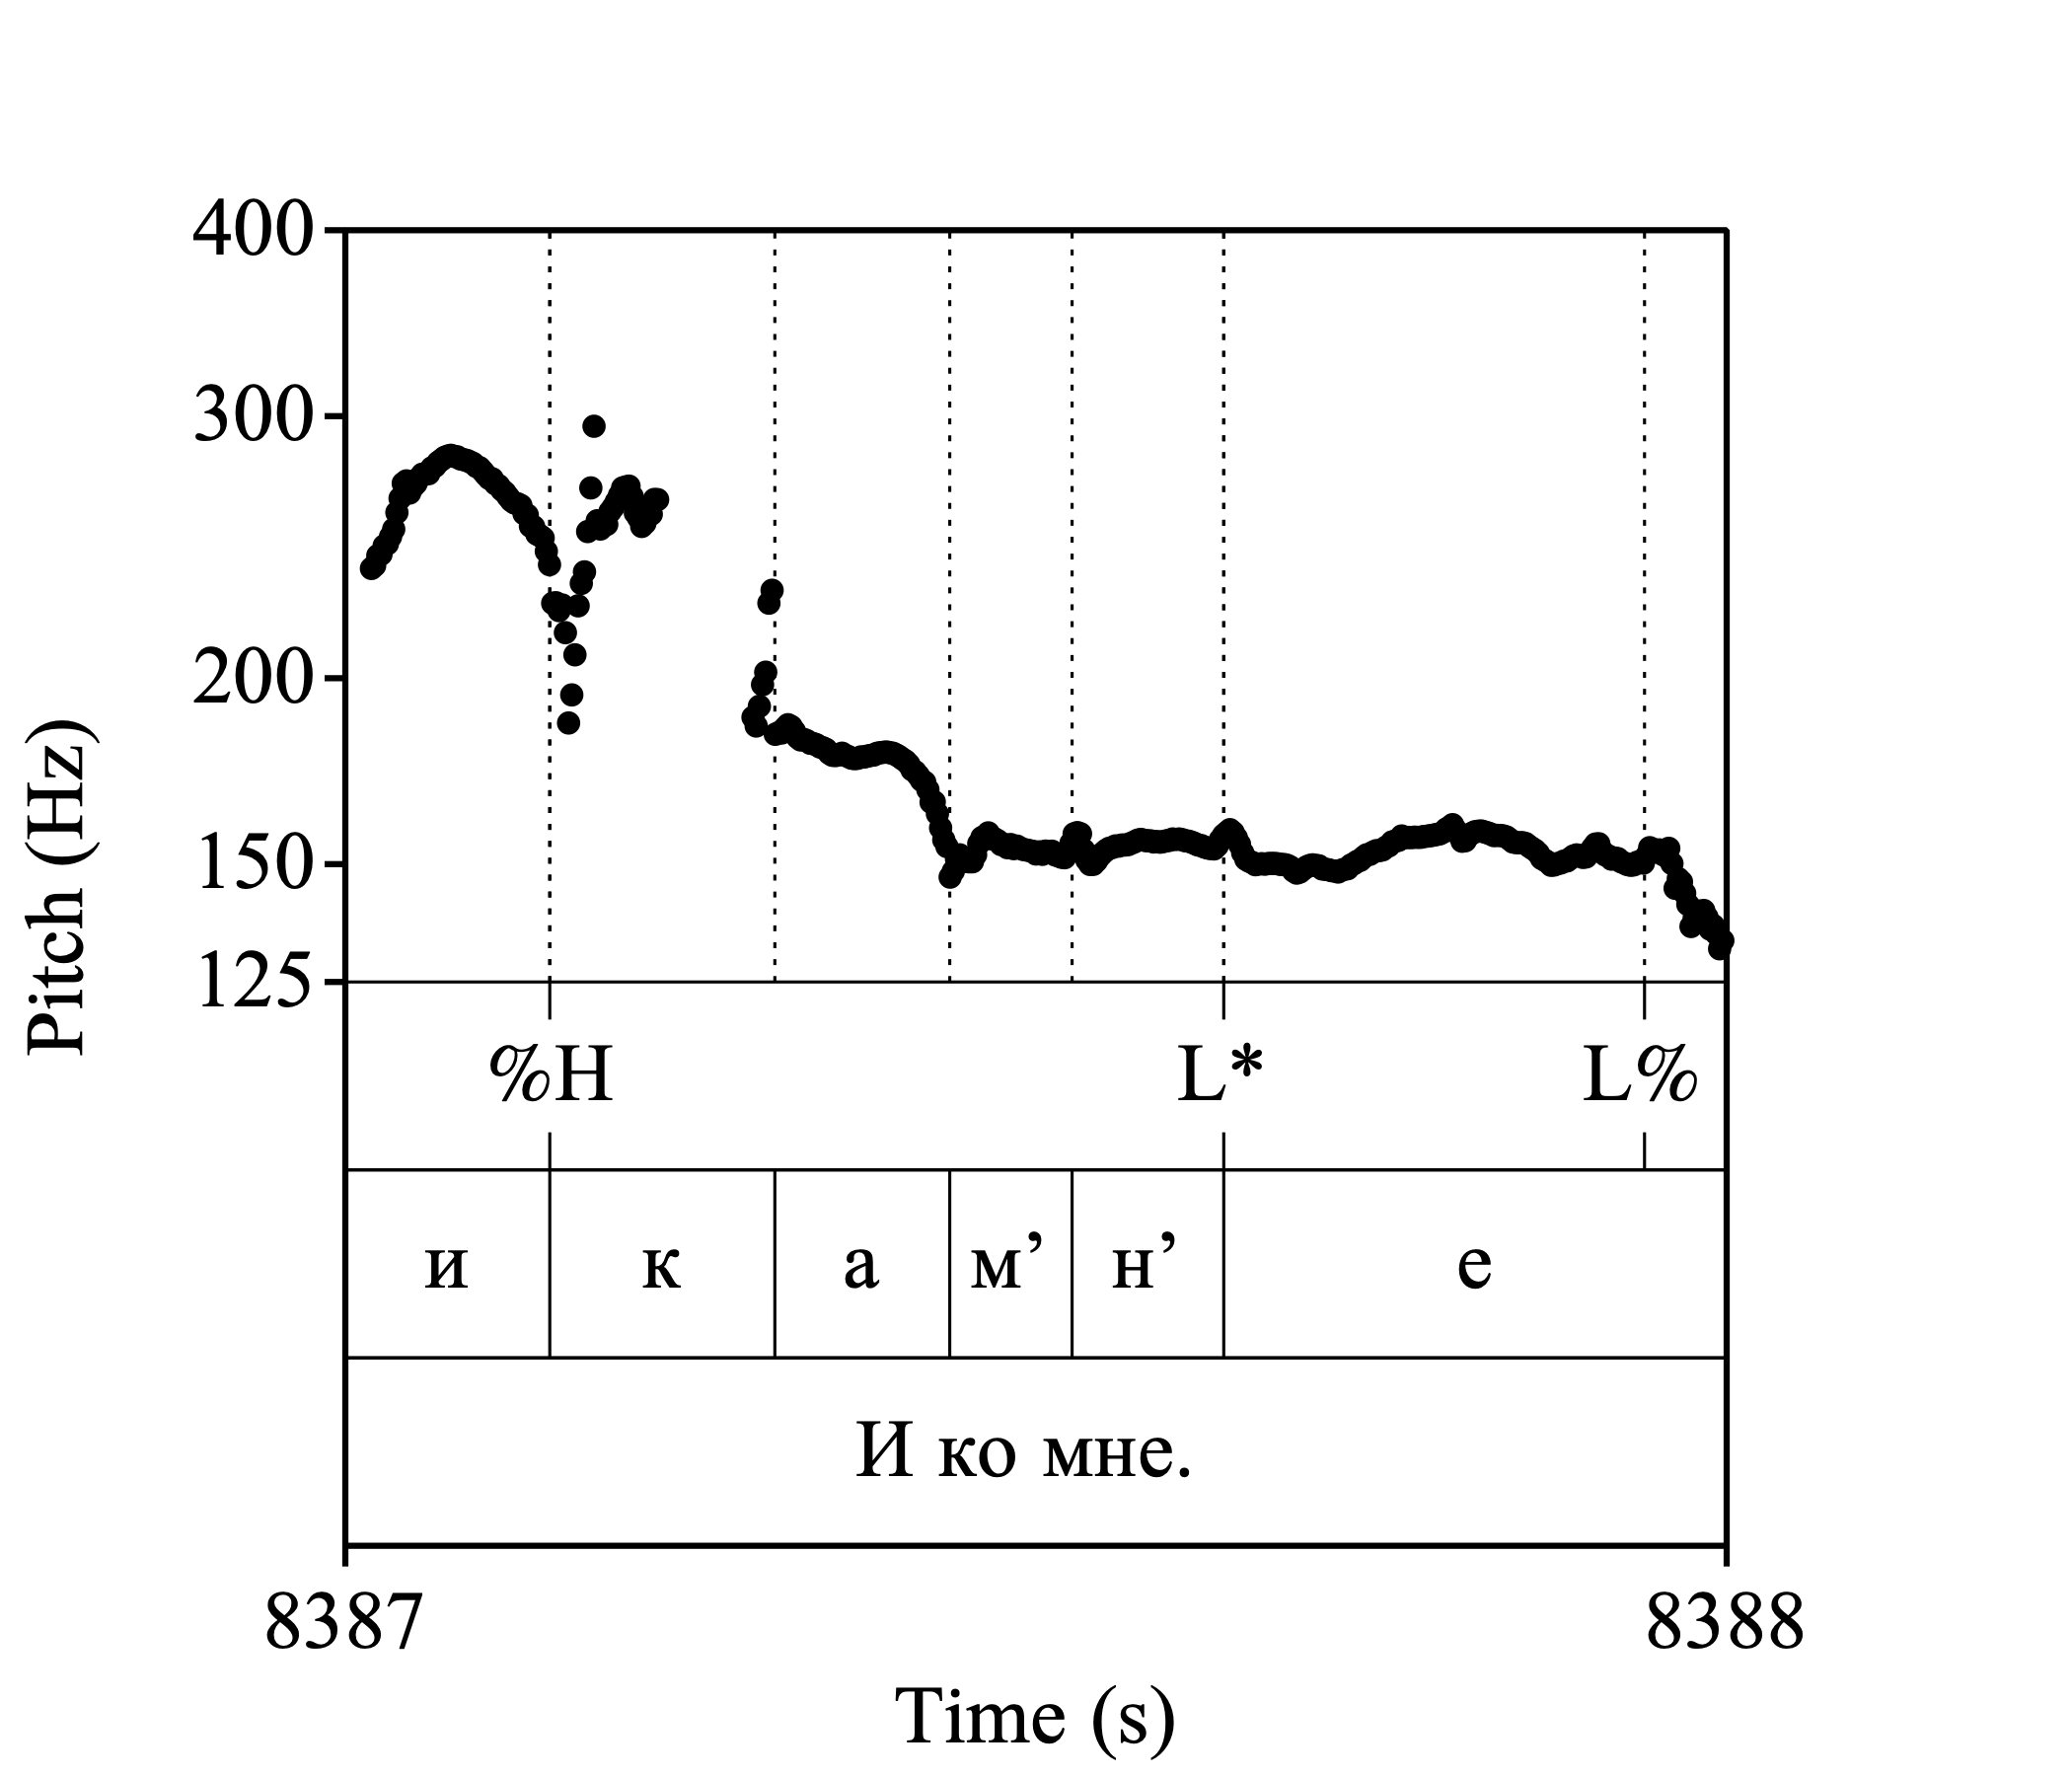 400
300
200
150
125
Pitch (Hz)
%H L* L%
и к а м’ н’ е
И ко мне.
8387 8388
Time (s)